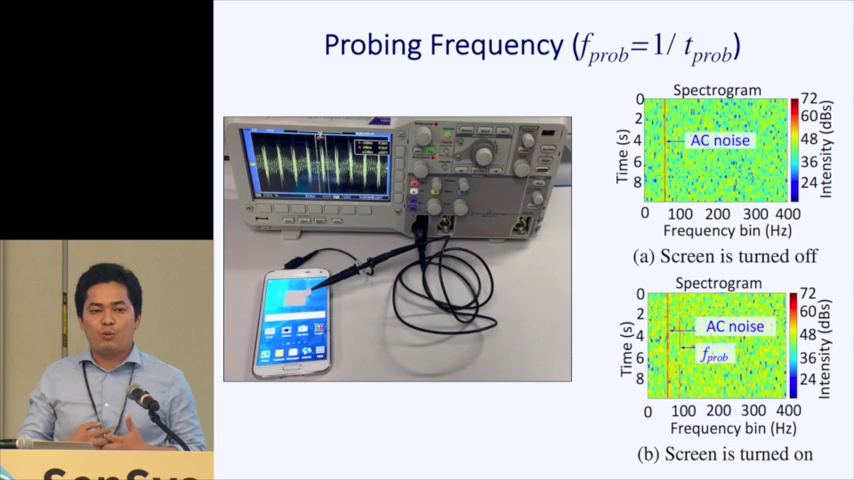 Probing Frequency (f_prob=1/ t_prob)
Spectrogram
Time (s)
0
2
4
6
8
AC noise
0 100 200 300 400
Frequency bin (Hz)
72
60
48
36
24
Intensity (dBs)
(a) Screen is turned off
Spectrogram
Time (s)
0
2
4
6
8
AC noise
f_prob
0 100 200 300 400
Frequency bin (Hz)
72
60
48
36
24
Intensity (dBs)
(b) Screen is turned on
SenSys